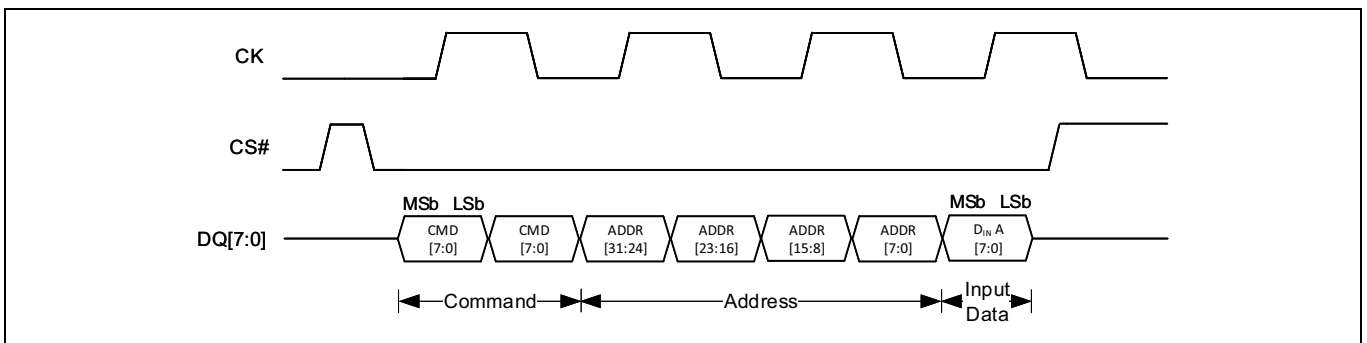 CK
CS#
MSb LSb MSb LSb
DQ[7:0] CMD CMD ADDR ADDR ADDR ADDR DIN A
[7:0] [7:0] [31:24] [23:16] [15:8] [7:0] [7:0]
Command Address Input
Data